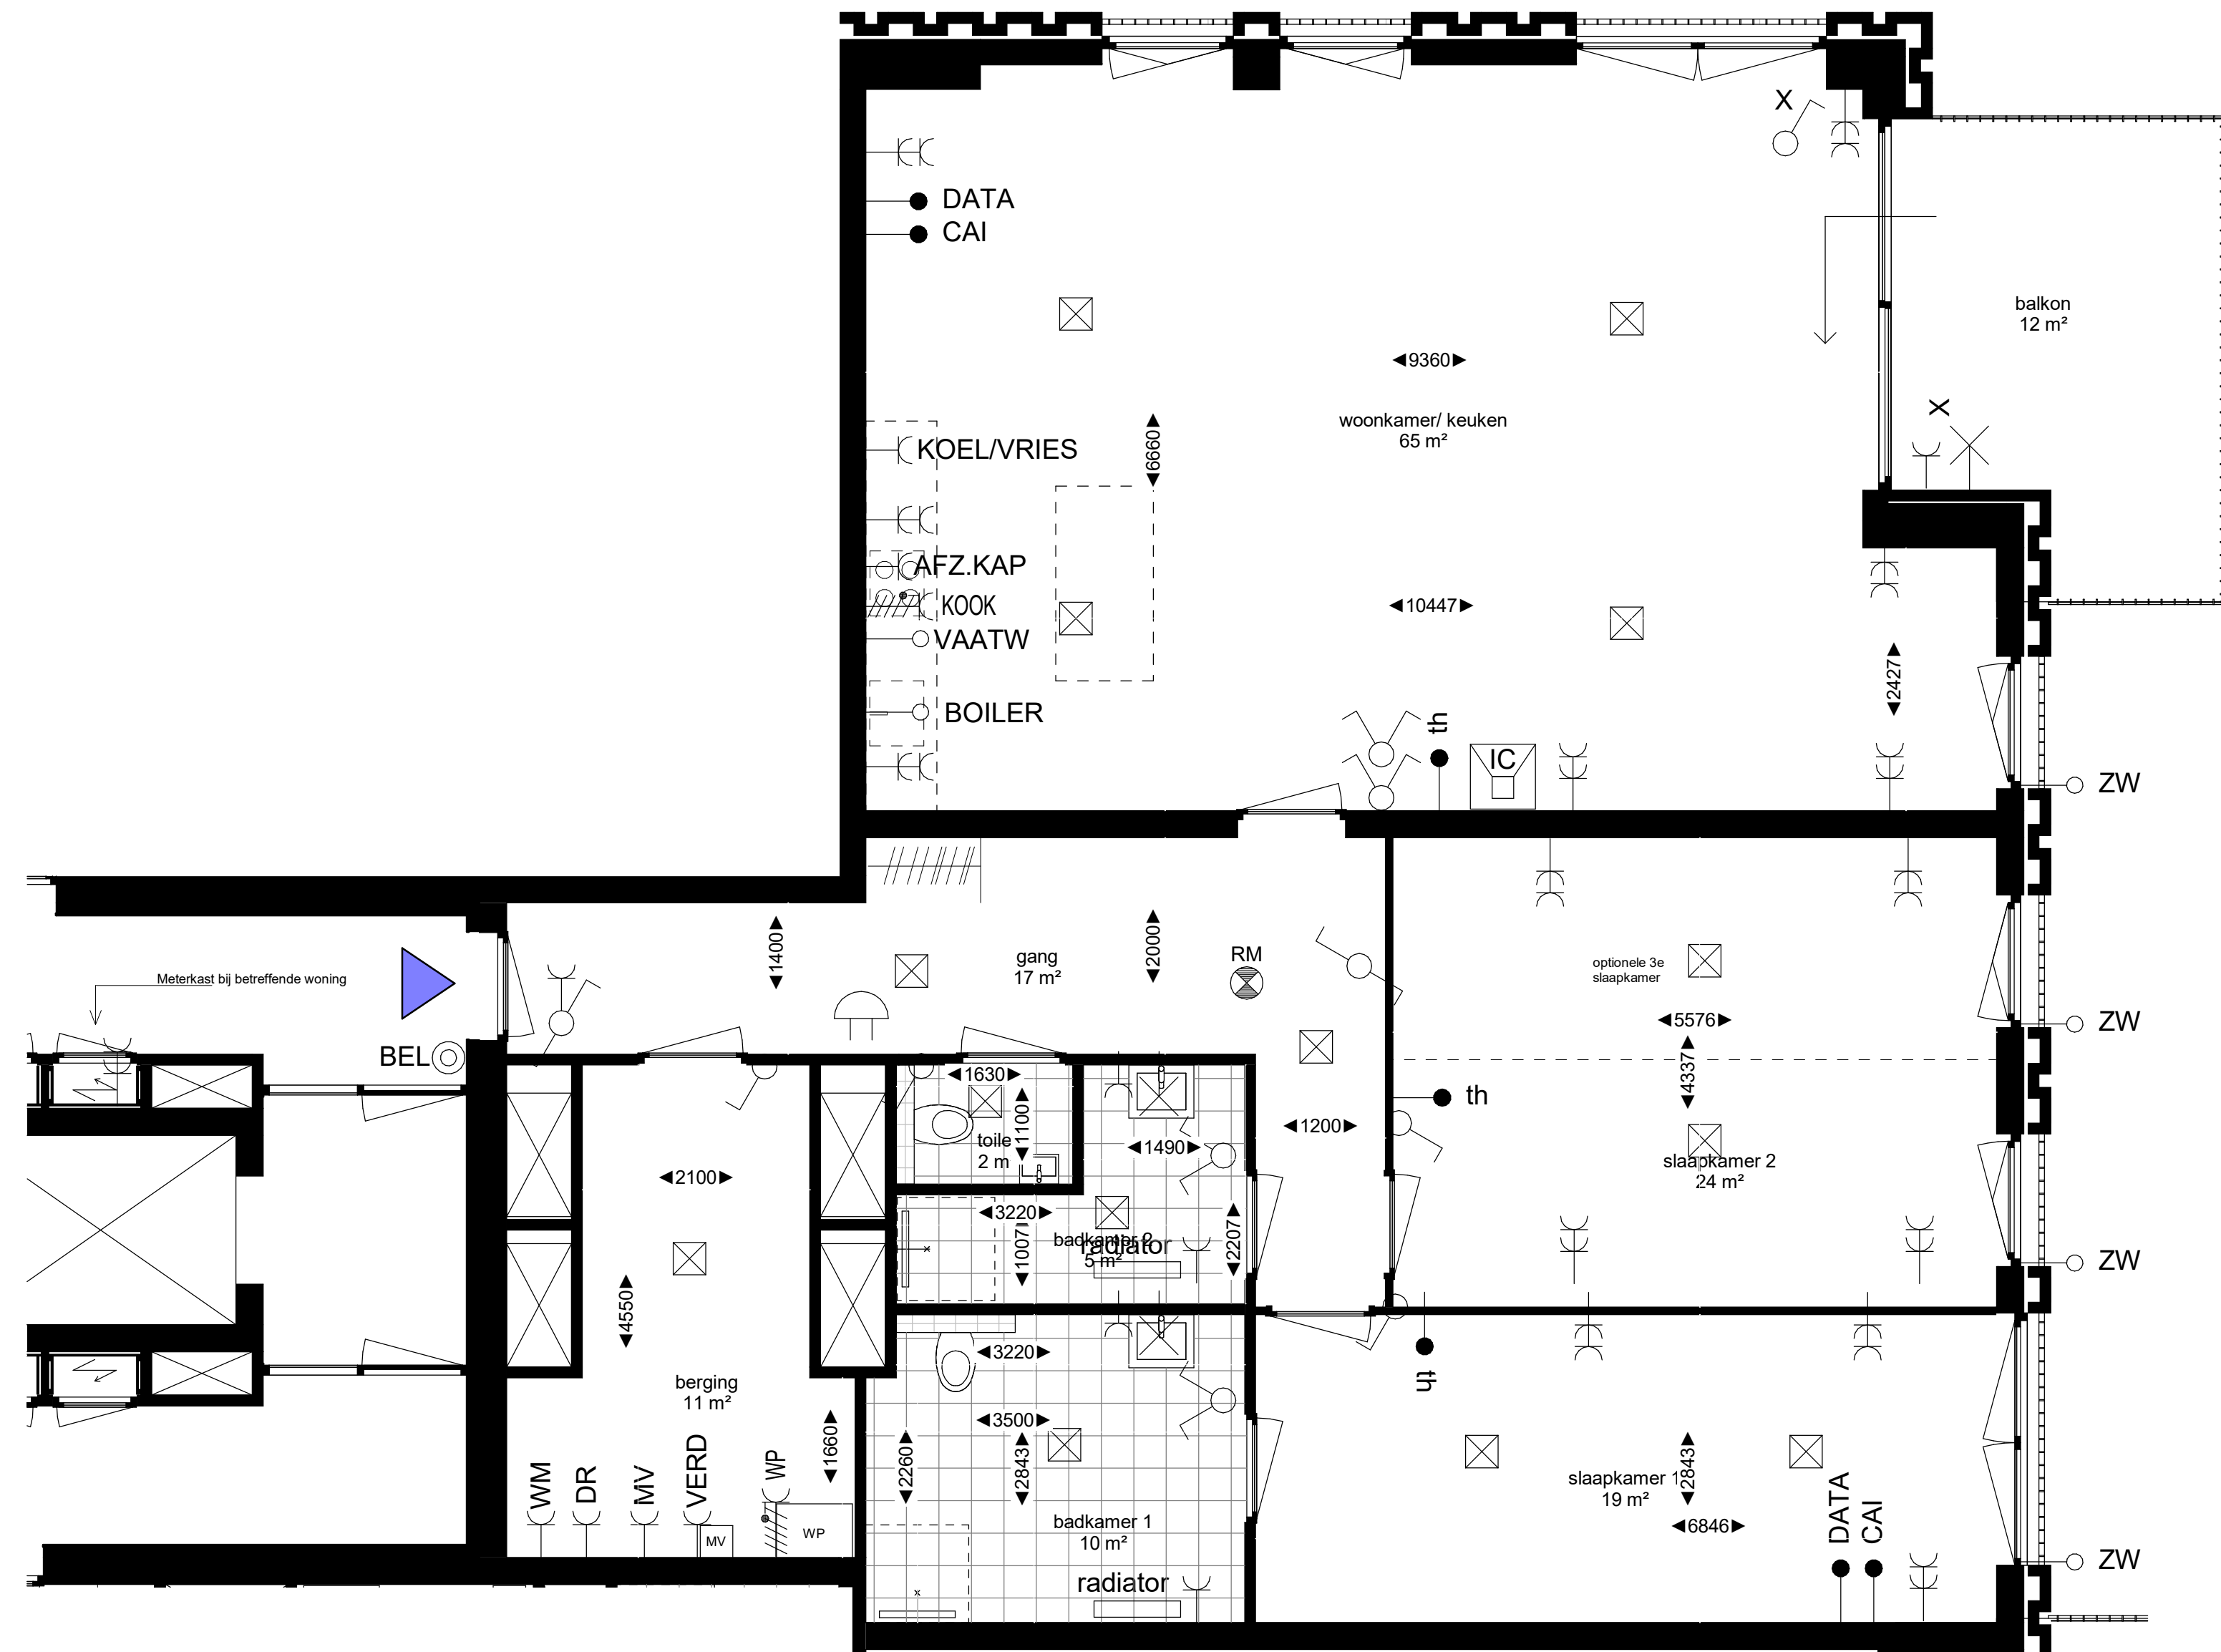 X
DATA
CAI
balkon
12 m²
9360
X
woonkamer/ keuken
65 m²
6660
KOEL/VRIES
AFZ.KAP
KOOK
10447
VAATW
2427
BOILER
th
IC
ZW
1400
gang
17 m²
2000
RM
optionele 3e
slaapkamer
Meterkast bij betreffende woning
5576
ZW
BEL
4337
1630
1100
th
1200
toile
2 m
1490
slaapkamer 2
24 m²
2100
3220
1007
2207
badkamer 2
5 m²
radiator
ZW
4550
3220
th
berging
11 m²
3500
1660
2260
2843
slaapkamer 1
19 m²
2843
WM
DR
MV
VERD
WP
MV
WP
badkamer 1
10 m²
6846
DATA
CAI
ZW
radiator